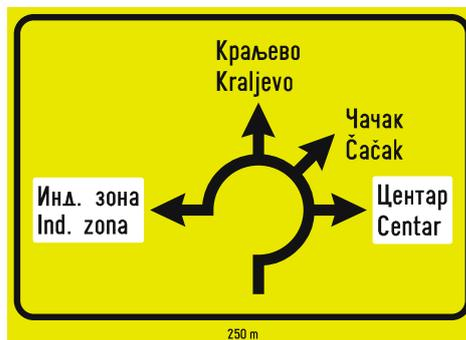 Краљево
Kraljevo
Чачак
Čačak
Инд. зона
Ind. zona
Центар
Centar
250 m